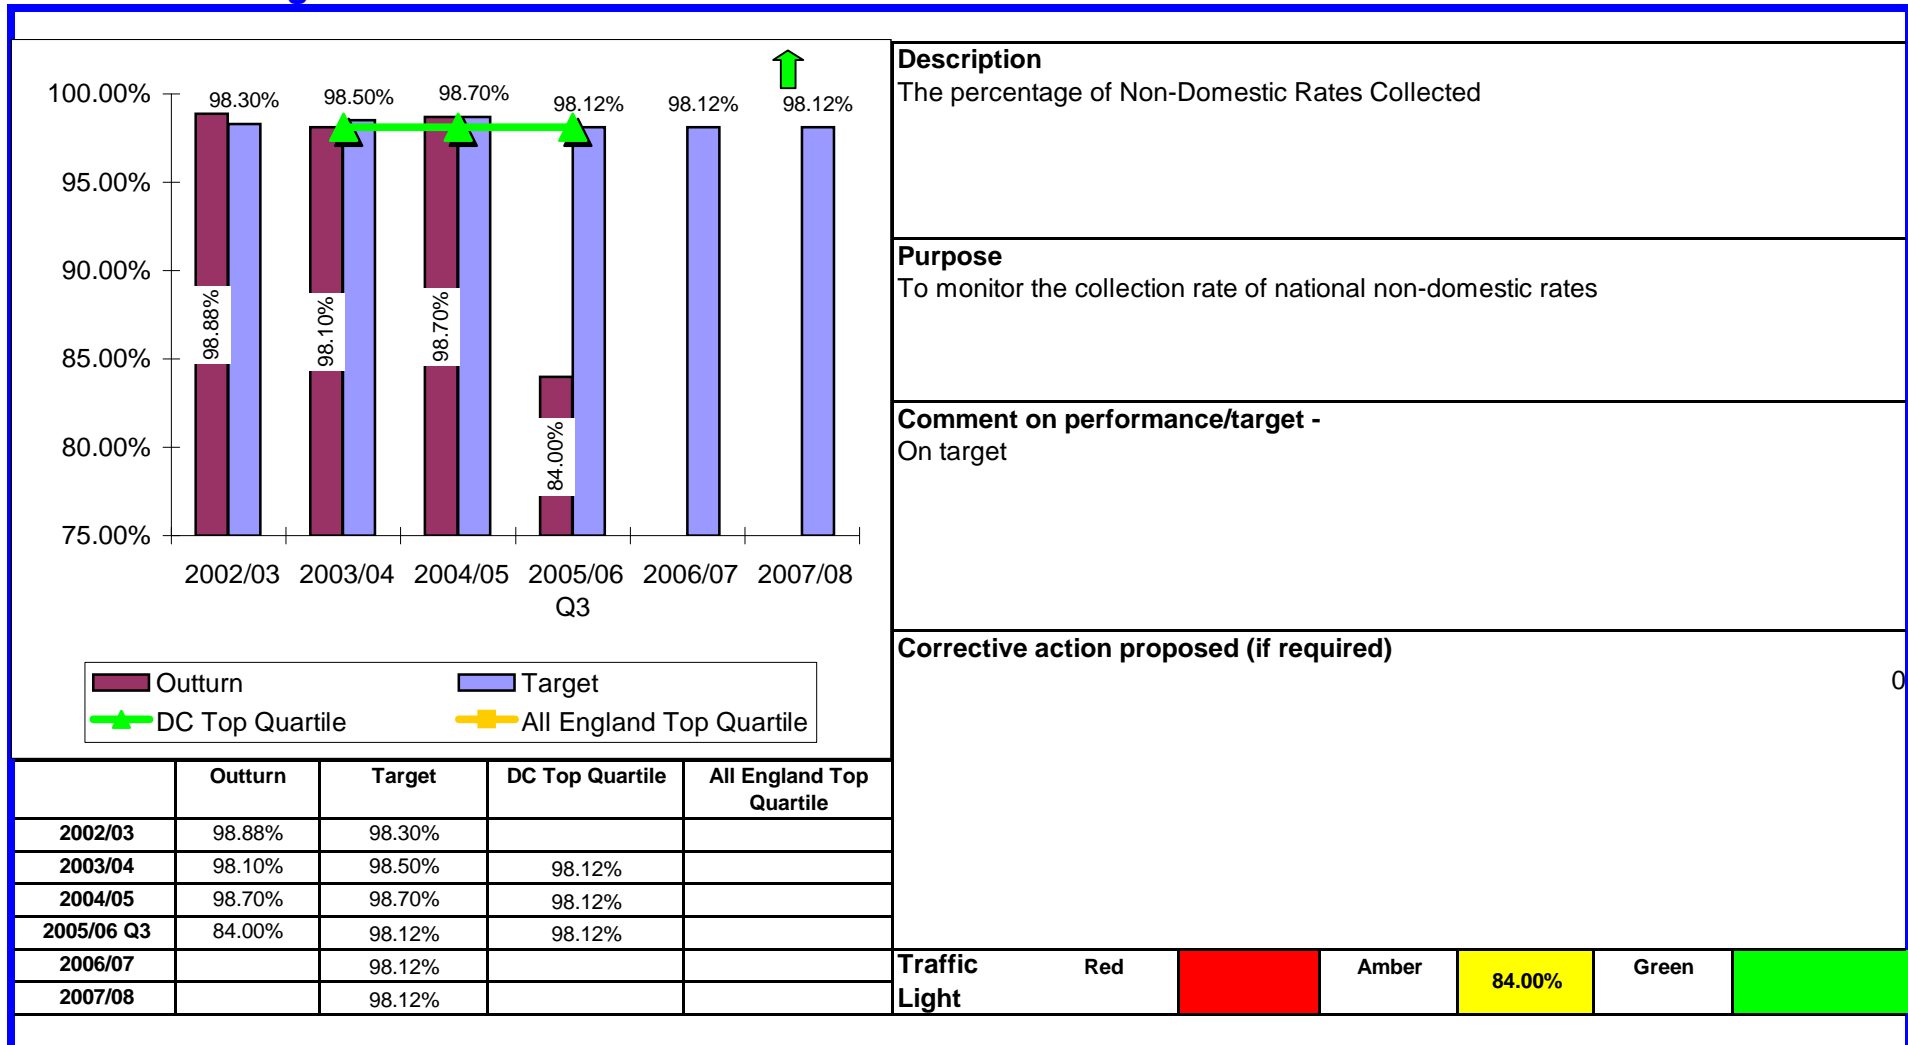 100.00%
95.00%
90.00%
85.00%
80.00%
75.00%
98.30%
98.50%
98.70%
98.12%
98.12%
98.12%
98.88%
98.10%
98.70%
84.00%
2002/03 2003/04 2004/05 2005/06 2006/07 2007/08
Q3
Outturn Target
DC Top Quartile All England Top Quartile
Outturn Target DC Top Quartile All England Top
Quartile
2002/03 98.88% 98.30%
2003/04 98.10% 98.50% 98.12%
2004/05 98.70% 98.70% 98.12%
2005/06 Q3 84.00% 98.12% 98.12%
2006/07 98.12%
2007/08 98.12%
Description
The percentage of Non-Domestic Rates Collected
Purpose
To monitor the collection rate of national non-domestic rates
Comment on performance/target -
On target
Corrective action proposed (if required)
0
Traffic Red Amber 84.00% Green
Light